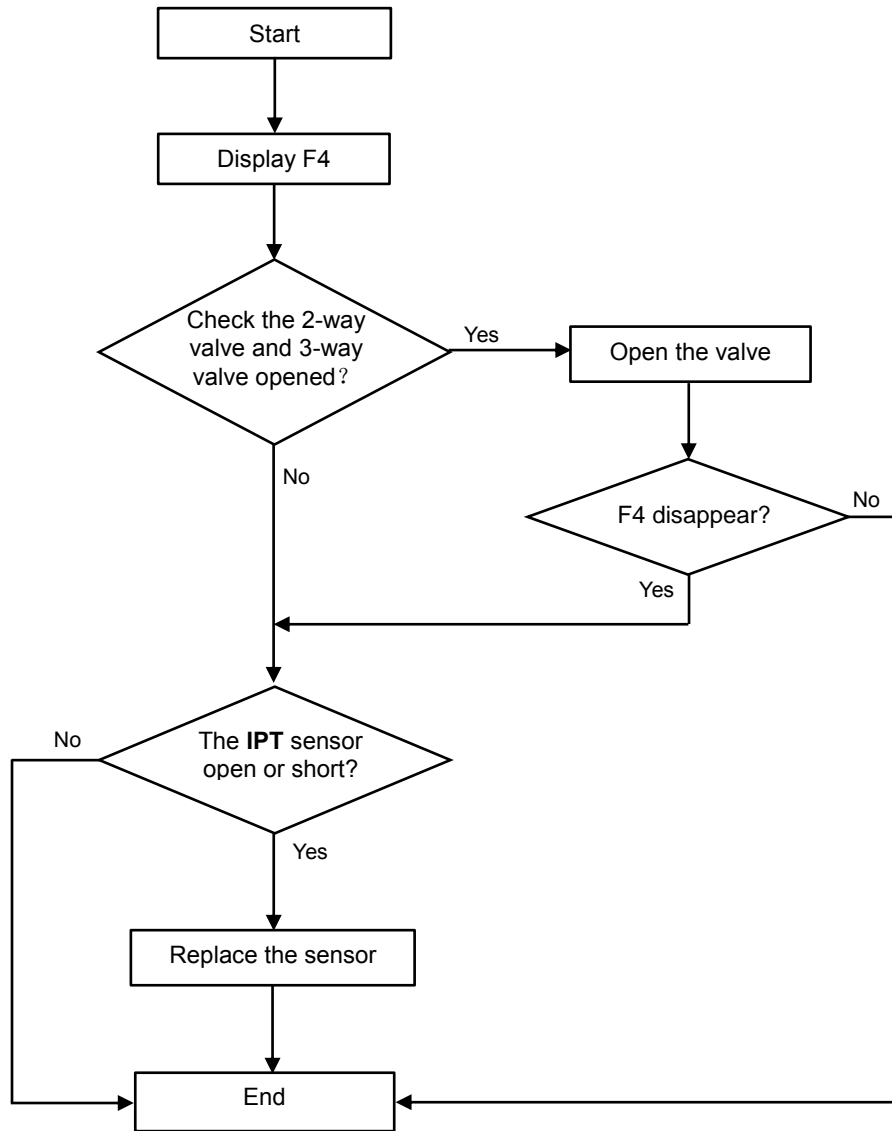 Start
Display F4
Check the 2-way
valve and 3-way
valve opened？
Yes
Open the valve
No
F4 disappear?
No
Yes
No
The IPT sensor
open or short?
Yes
Replace the sensor
End